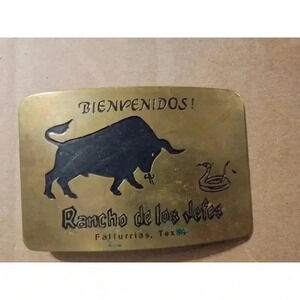 BIENVENIDOS!
Rancho de los Jefes
Falfurrias, Tex